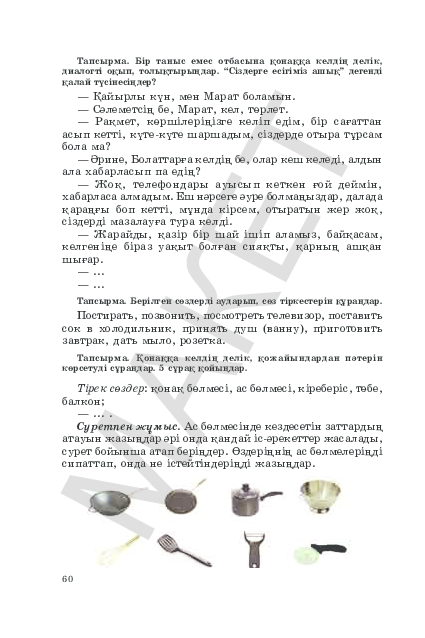 Тапсырма. Бір таныс емес отбасына қонаққа келдің делік,
диалогті оқып, толықтырыңдар. “Сіздерге есігіміз ашық” дегенді
қалай түсінесіңдер?
— Қайырлы күн, мен Марат боламын.
— Сәлеметсің бе, Марат, кел, төрлет.
— Рақмет, көршілеріңізге келіп едім, бір сағаттан
асып кетті, күте-күте шаршадым, сіздерде отыра тұрсам
бола ма?
— Әрине, Болаттарға келдің бе, олар кеш келеді, алдын
ала хабарласып па едің?
— Жоқ, телефондары ауысып кеткен ғой деймін,
хабарласа алмадым. Еш нәрсеге әуре болмаңыздар, далада
қараңғы боп кетті, мұнда кірсем, отыратын жер жоқ,
сіздерді мазалауға тура келді.
— Жарайды, қазір бір шай ішіп аламыз, байқасам,
келгеніңе біраз уақыт болған сияқты, қарның ашқан
шығар.
— ...
— ...
Тапсырма. Берілген сөздерді аударып, сөз тіркестерін құраңдар.
Постирать, позвонить, посмотреть телевизор, поставить
сок в холодильник, принять душ (ванну), приготовить
завтрак, дать мыло, розетка.
Тапсырма. Қонаққа келдің делік, қожайындардан пәтерін
көрсетуді сұраңдар. 5 сұрақ қойыңдар.
Тірек сөздер: қонақ бөлмесі, ас бөлмесі, кіреберіс, төбе,
балкон;
— ... .
Суретпен жұмыс. Ас бөлмесінде кездесетін заттардың
атауын жазыңдар әрі онда қандай іс-әрекеттер жасалады,
сурет бойынша атап беріңдер. Өздеріңнің ас бөлмелеріңді
сипаттап, онда не істейтіндеріңді жазыңдар.
60
МАКЕТ